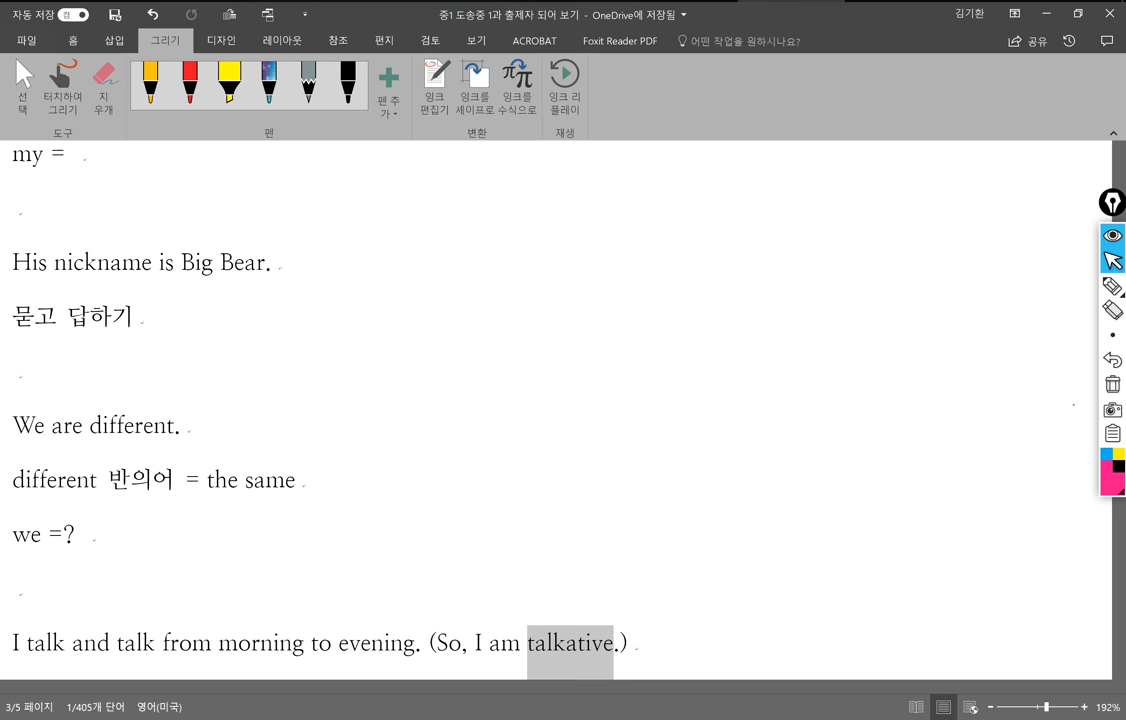 자동 저장 켬 중1 도송중 1과 출제자 되어 보기 - OneDrive에 저장됨 김기환
파일 홈 삽입 그리기 디자인 레이아웃 참조 편지 검토 보기 ACROBAT Foxit Reader PDF 어떤 작업을 원하시나요? 공유
선택 터치하여 그리기 지우개 펜 추가 잉크 편집기 잉크를 셰이프로 잉크를 수식으로 잉크 리플레이
도구 펜 변환 재생
my =
His nickname is Big Bear.
묻고 답하기
We are different.
different 반의어 = the same
we =?
I talk and talk from morning to evening. (So, I am talkative.)
3/5 페이지 1/405개 단어 영어(미국) 192%